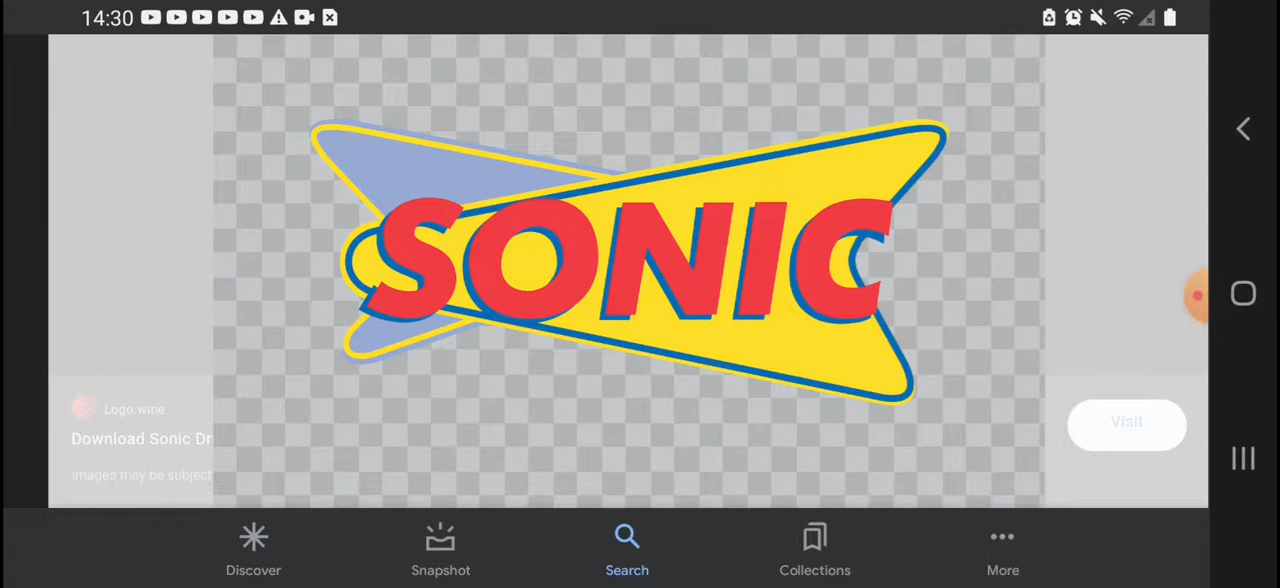 14:30
SONIC
Logo.wine
Download Sonic Dr
Images may be subject
Visit
Discover
Snapshot
Search
Collections
More